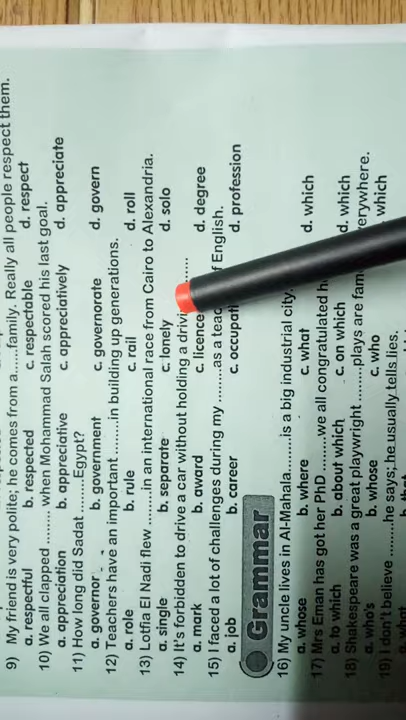 9) My friend is very polite; he comes from a.......family. Really all people respect them.
a. respectful b. respected c. respectable d. respect
10) We all clapped ......... when Mohammad Salah scored his last goal.
a. appreciation b. appreciative c. appreciatively d. appreciate
11) How long did Sadat .........Egypt?
a. governor b. government c. governorate d. govern
12) Teachers have an important.........in building up generations.
a. role b. rule c. rail d. roll
13) Lotfia El Nadi flew ........in an international race from Cairo to Alexandria.
a. single b. separate c. lonely d. solo
14) It's forbidden to drive a car without holding a drivi.........
a. mark b. award c. licence d. degree
15) I faced a lot of challenges during my .........as a teac f English.
a. job b. career c. occupati d. profession
Grammar
16) My uncle lives in Al-Mahala.........is a big industrial city.
a. whose b. where c. what d. which
17) Mrs Eman has got her PhD.........we all congratulated h
a. to which b. about which c. on which d. which
18) Shakespeare was a great playwright .........plays are fam erywhere.
a. who's b. whose c. who which
19) I don't believe .........he says; he usually tells lies.
a. what